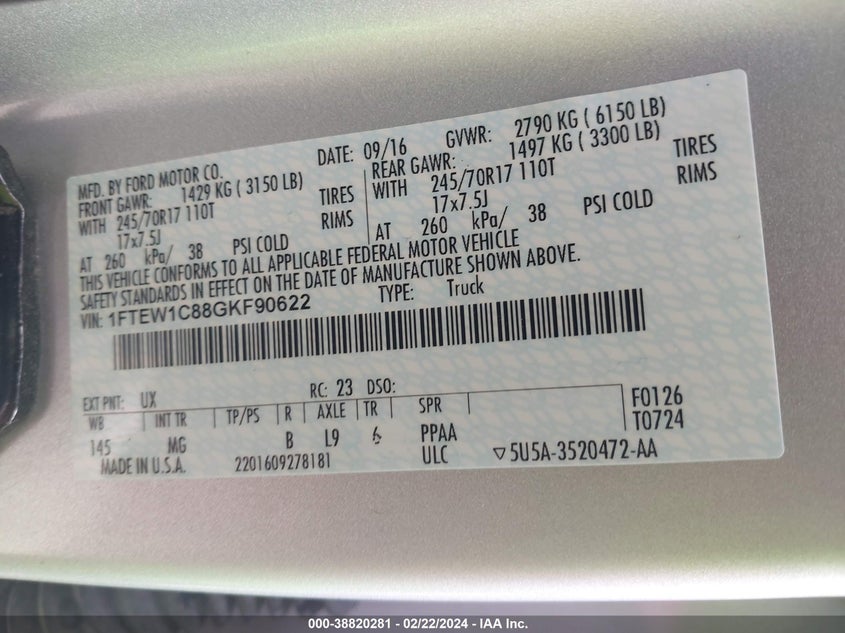 MFD. BY FORD MOTOR CO. DATE: 09/16 GVWR: 2790 KG ( 6150 LB)
FRONT GAWR: 1429 KG ( 3150 LB) REAR GAWR: 1497 KG ( 3300 LB)
WITH 245/70R17 110T TIRES WITH 245/70R17 110T TIRES
17x7.5J RIMS 17x7.5J RIMS
AT 260 kPa/ 38 PSI COLD AT 260 kPa/ 38 PSI COLD
THIS VEHICLE CONFORMS TO ALL APPLICABLE FEDERAL MOTOR VEHICLE
SAFETY STANDARDS IN EFFECT ON THE DATE OF MANUFACTURE SHOWN ABOVE.
VIN: 1FTEW1C88GKF90622 TYPE: Truck
EXT PNT: UX RC: 23 DSO: F0126
WB INT TR TP/PS R AXLE TR SPR T0724
145 MG B L9 6 PPAA
MADE IN U.S.A. 2201609278181 ULC ▽5U5A-3520472-AA
000-38820281 - 02/22/2024 - IAA Inc.